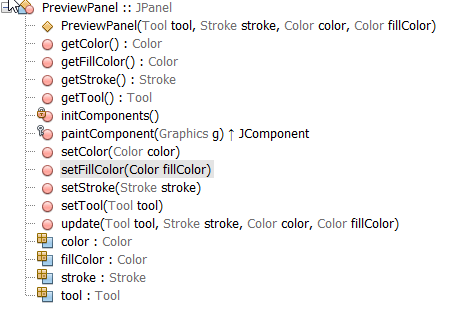 PreviewPanel :: JPanel
PreviewPanel(Tool tool, Stroke stroke, Color color, Color fillColor)
getColor() : Color
getFillColor() : Color
getStroke() : Stroke
getTool() : Tool
initComponents()
paintComponent(Graphics g) ↑ JComponent
setColor(Color color)
setFillColor(Color fillColor)
setStroke(Stroke stroke)
setTool(Tool tool)
update(Tool tool, Stroke stroke, Color color, Color fillColor)
color : Color
fillColor : Color
stroke : Stroke
tool : Tool